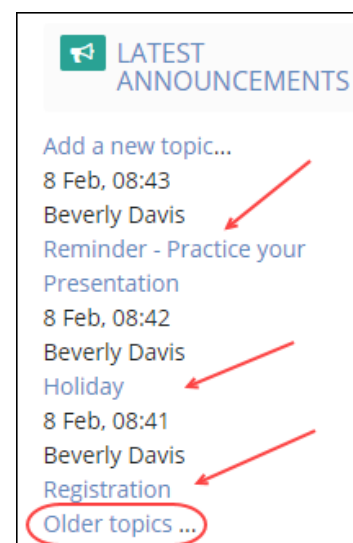 LATEST
ANNOUNCEMENTS
Add a new topic...
8 Feb, 08:43
Beverly Davis
Reminder - Practice your
Presentation
8 Feb, 08:42
Beverly Davis
Holiday
8 Feb, 08:41
Beverly Davis
Registration
Older topics ...